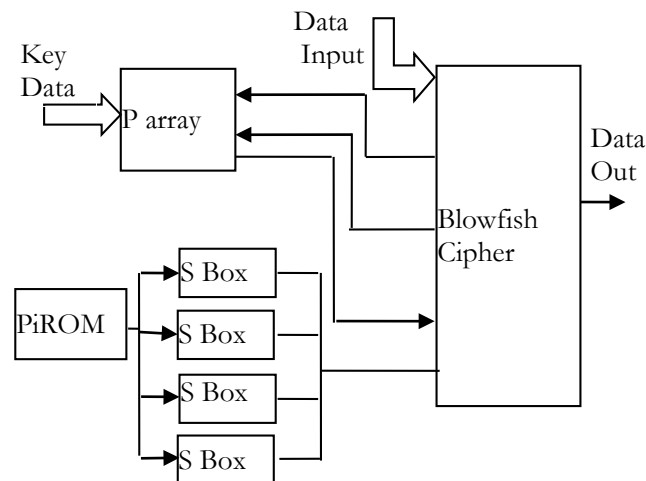 Data
Input
Key
Data
P array
Data
Out
Blowfish
Cipher
S Box
PiROM
S Box
S Box
S Box